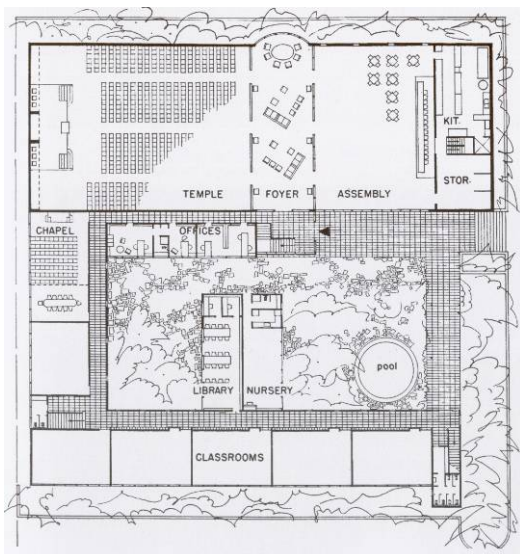 KIT.
TEMPLE
FOYER
ASSEMBLY
STOR.
CHAPEL
OFFICES
pool
LIBRARY
NURSERY
CLASSROOMS